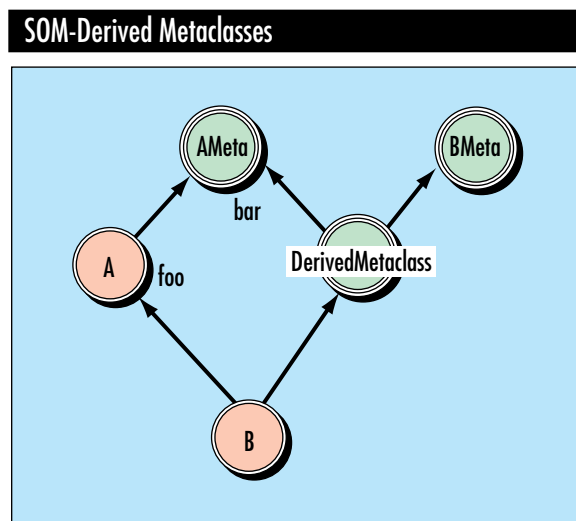 SOM-Derived Metaclasses
AMeta
BMeta
bar
DerivedMetaclass
A
foo
B